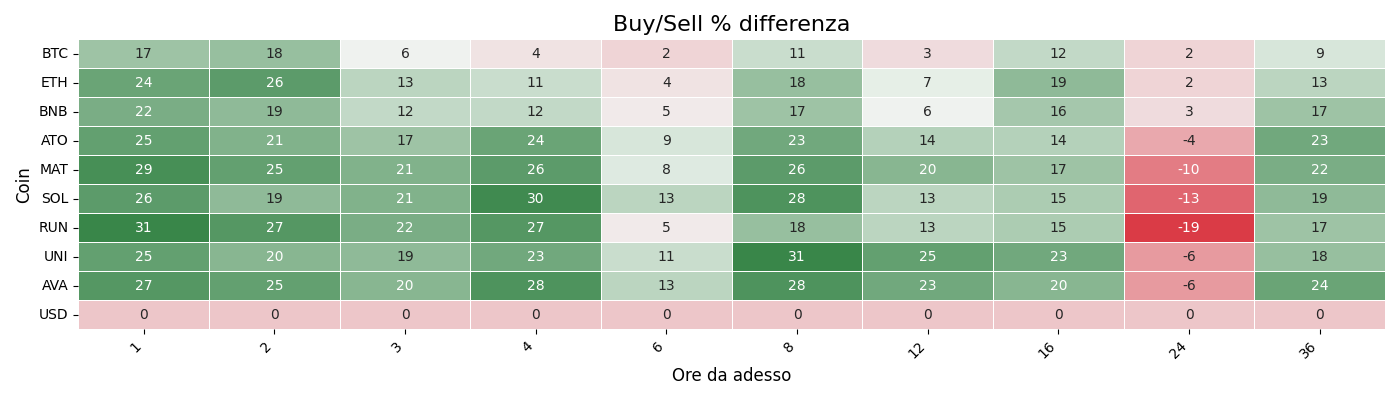 Buy/Sell % differenza
Coin
BTC 17 18 6 4 2 11 3 12 2 9
ETH 24 26 13 11 4 18 7 19 2 13
BNB 22 19 12 12 5 17 6 16 3 17
ATO 25 21 17 24 9 23 14 14 -4 23
MAT 29 25 21 26 8 26 20 17 -10 22
SOL 26 19 21 30 13 28 13 15 -13 19
RUN 31 27 22 27 5 18 13 15 -19 17
UNI 25 20 19 23 11 31 25 23 -6 18
AVA 27 25 20 28 13 28 23 20 -6 24
USD 0 0 0 0 0 0 0 0 0 0
1 2 3 4 6 8 12 16 24 36
Ore da adesso